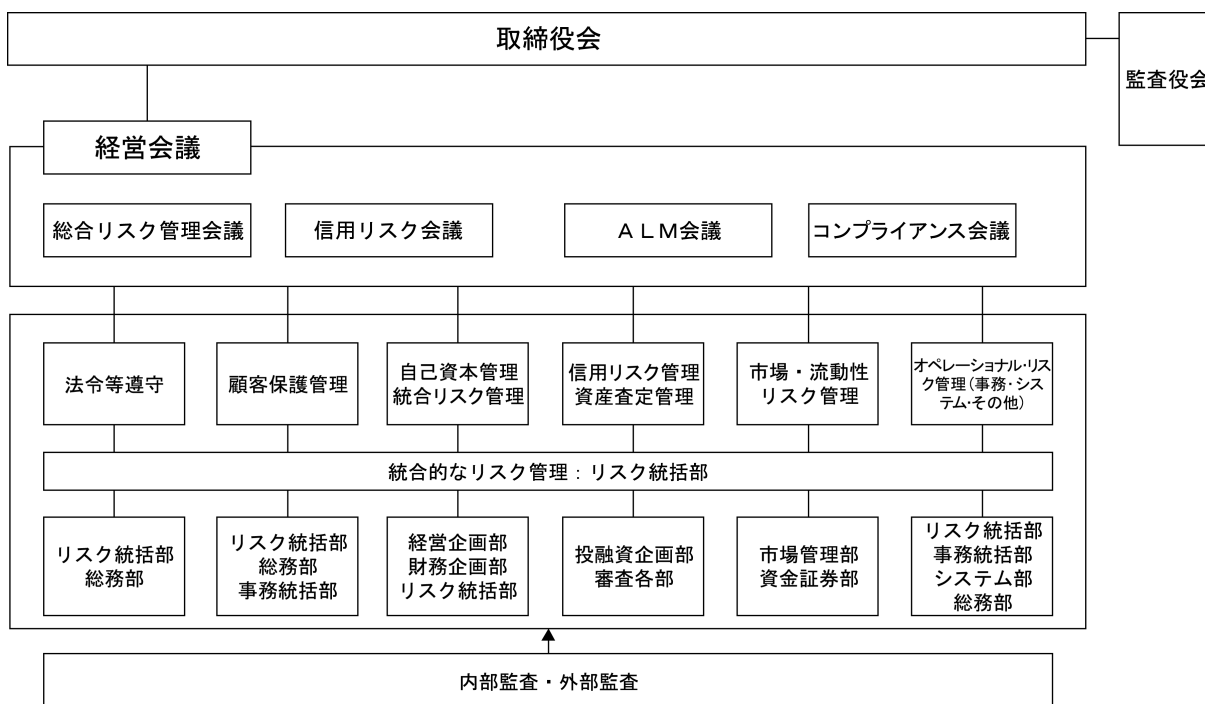 取締役会
監査役会
経営会議
総合リスク管理会議
信用リスク会議
ＡＬＭ会議
コンプライアンス会議
法令等遵守
顧客保護管理
自己資本管理
統合リスク管理
信用リスク管理
資産査定管理
市場・流動性
リスク管理
オペレーショナル・リス
ク管理（事務・シス
テム・その他）
統合的なリスク管理：リスク統括部
リスク統括部
総務部
リスク統括部
総務部
事務統括部
経営企画部
財務企画部
リスク統括部
投融資企画部
審査各部
市場管理部
資金証券部
リスク統括部
事務統括部
システム部
総務部
内部監査・外部監査